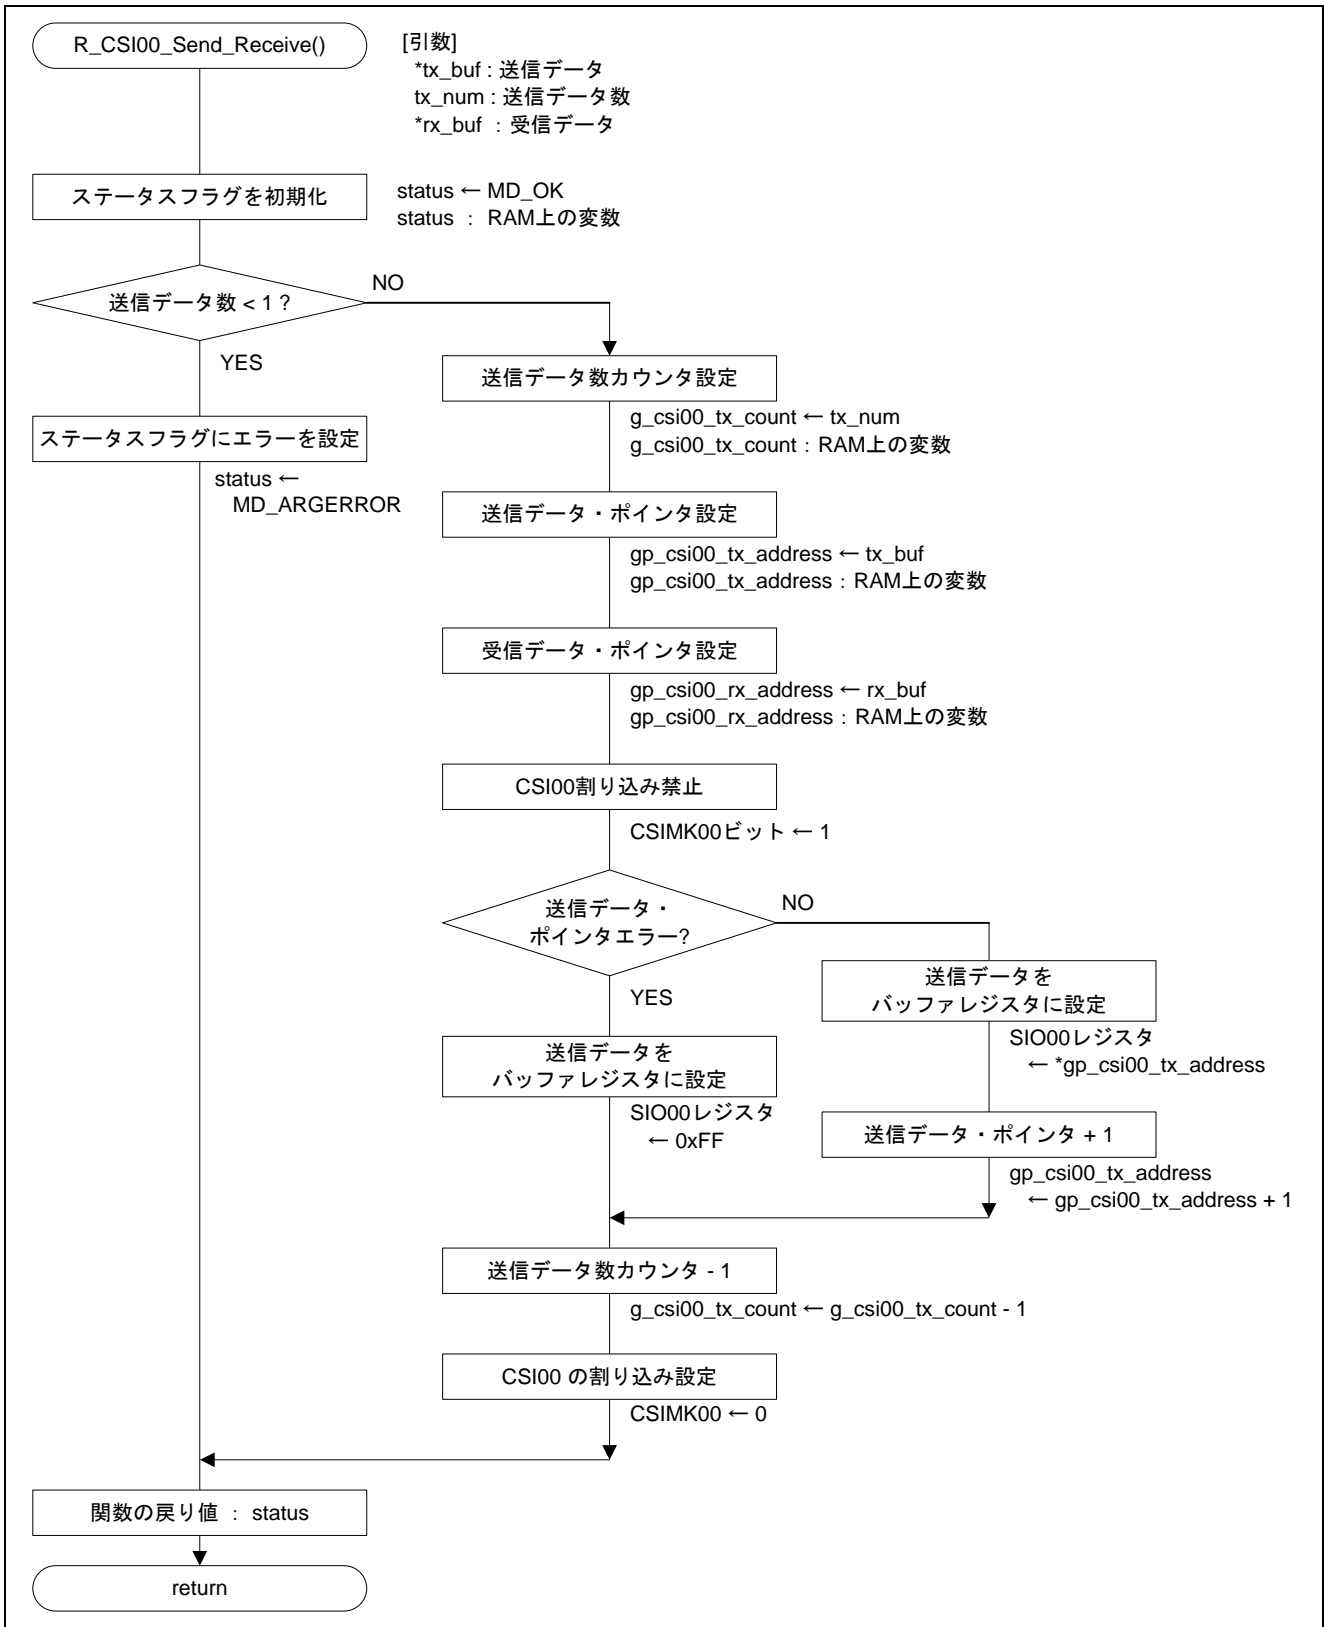 R_CSI00_Send_Receive()
[引数]
*tx_buf : 送信データ
tx_num : 送信データ数
*rx_buf ： 受信データ
ステータスフラグを初期化
status ← MD_OK
status ： RAM上の変数
送信データ数 < 1 ?
NO
YES
ステータスフラグにエラーを設定
status ←
MD_ARGERROR
送信データ数カウンタ設定
g_csi00_tx_count ← tx_num
g_csi00_tx_count : RAM上の変数
送信データ・ポインタ設定
gp_csi00_tx_address ← tx_buf
gp_csi00_tx_address : RAM上の変数
受信データ・ポインタ設定
gp_csi00_rx_address ← rx_buf
gp_csi00_rx_address : RAM上の変数
CSI00割り込み禁止
CSIMK00ビット ← 1
送信データ・
ポインタエラー?
NO
YES
送信データを
バッファレジスタに設定
SIO00レジスタ
← *gp_csi00_tx_address
送信データを
バッファレジスタに設定
SIO00レジスタ
← 0xFF
送信データ・ポインタ + 1
gp_csi00_tx_address
← gp_csi00_tx_address + 1
送信データ数カウンタ - 1
g_csi00_tx_count ← g_csi00_tx_count - 1
CSI00 の割り込み設定
CSIMK00 ← 0
関数の戻り値 ： status
return